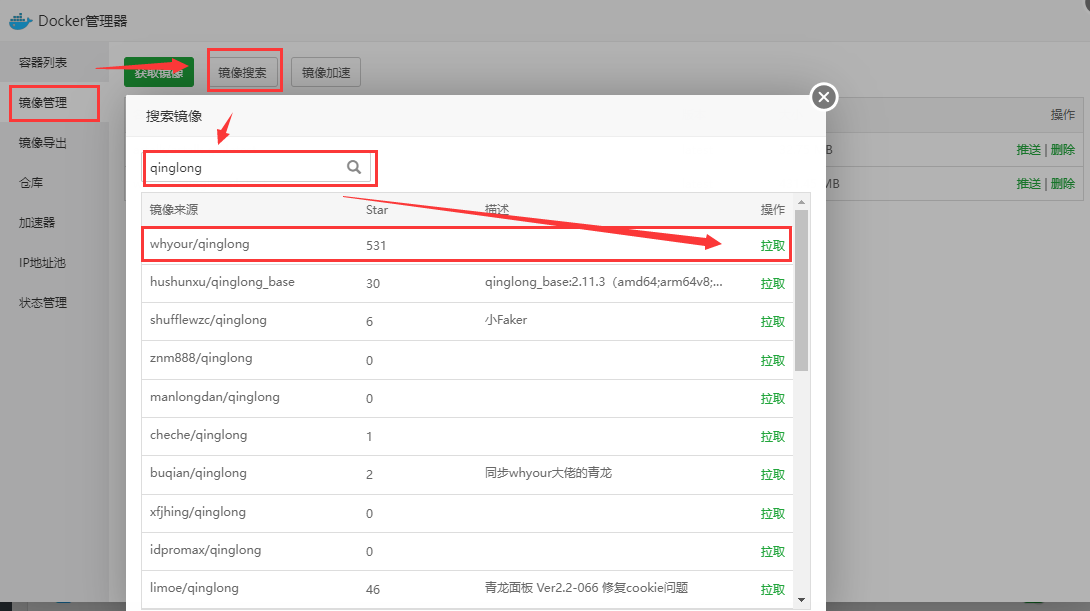 Docker管理器
容器列表
镜像管理
镜像导出
仓库
加速器
IP地址池
状态管理
获取镜像
镜像搜索
镜像加速
操作
B
推送 | 删除
MB
推送 | 删除
搜索镜像
qinglong
镜像来源 Star 描述 操作
whyour/qinglong 531 拉取
hushunxu/qinglong_base 30 qinglong_base:2.11.3（amd64;arm64v8;... 拉取
shufflewzc/qinglong 6 小Faker 拉取
znm888/qinglong 0 拉取
manlongdan/qinglong 0 拉取
cheche/qinglong 1 拉取
buqian/qinglong 2 同步whyour大佬的青龙 拉取
xfjhing/qinglong 0 拉取
idpromax/qinglong 0 拉取
limoe/qinglong 46 青龙面板 Ver2.2-066 修复cookie问题 拉取